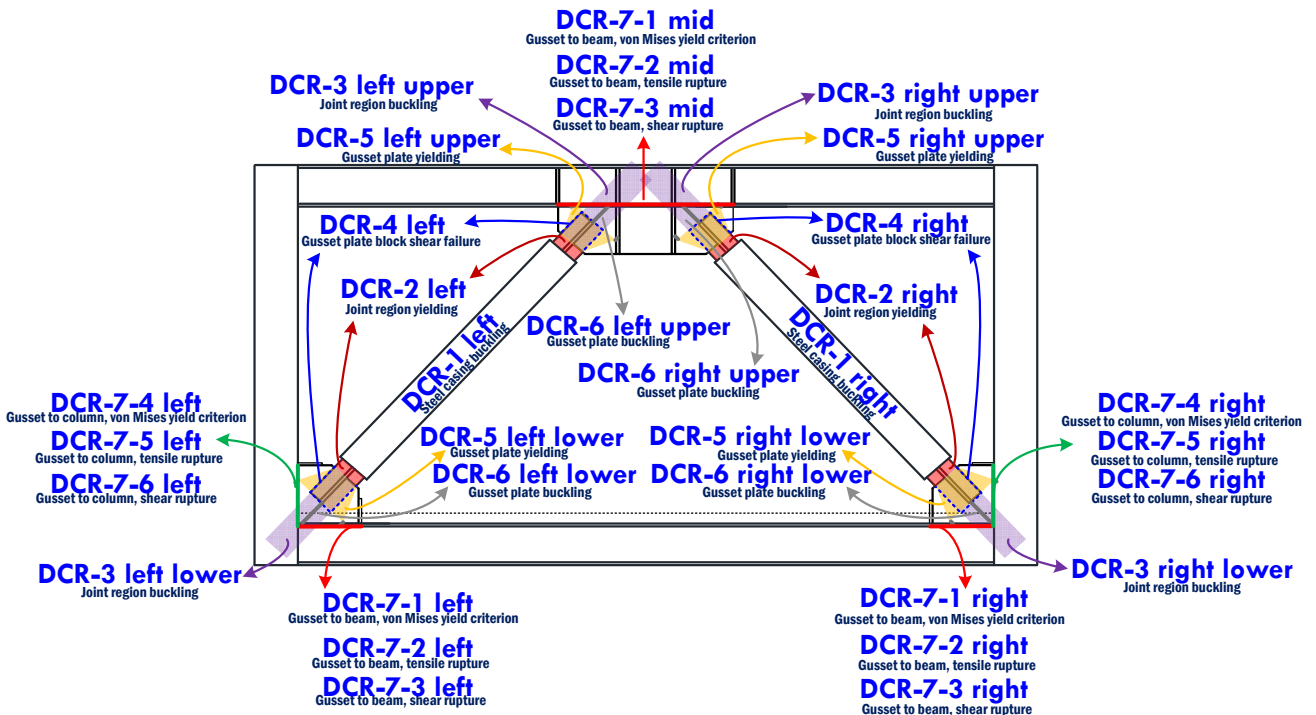 DCR-7-1 mid
Gusset to beam, von Mises yield criterion
DCR-7-2 mid
Gusset to beam, tensile rupture
DCR-7-3 mid
Gusset to beam, shear rupture
DCR-3 left upper
Joint region buckling
DCR-5 left upper
Gusset plate yielding
DCR-3 right upper
Joint region buckling
DCR-5 right upper
Gusset plate yielding
DCR-4 left
Gusset plate block shear failure
DCR-4 right
Gusset plate block shear failure
DCR-2 left
Joint region yielding
DCR-2 right
Joint region yielding
DCR-1 left
Steel casing buckling
DCR-1 right
Steel casing buckling
DCR-6 left upper
Gusset plate buckling
DCR-6 right upper
Gusset plate buckling
DCR-7-4 left
Gusset to column, von Mises yield criterion
DCR-7-5 left
Gusset to column, tensile rupture
DCR-7-6 left
Gusset to column, shear rupture
DCR-5 left lower
Gusset plate yielding
DCR-6 left lower
Gusset plate buckling
DCR-5 right lower
Gusset plate yielding
DCR-6 right lower
Gusset plate buckling
DCR-7-4 right
Gusset to column, von Mises yield criterion
DCR-7-5 right
Gusset to column, tensile rupture
DCR-7-6 right
Gusset to column, shear rupture
DCR-3 left lower
Joint region buckling
DCR-3 right lower
Joint region buckling
DCR-7-1 left
Gusset to beam, von Mises yield criterion
DCR-7-2 left
Gusset to beam, tensile rupture
DCR-7-3 left
Gusset to beam, shear rupture
DCR-7-1 right
Gusset to beam, von Mises yield criterion
DCR-7-2 right
Gusset to beam, tensile rupture
DCR-7-3 right
Gusset to beam, shear rupture